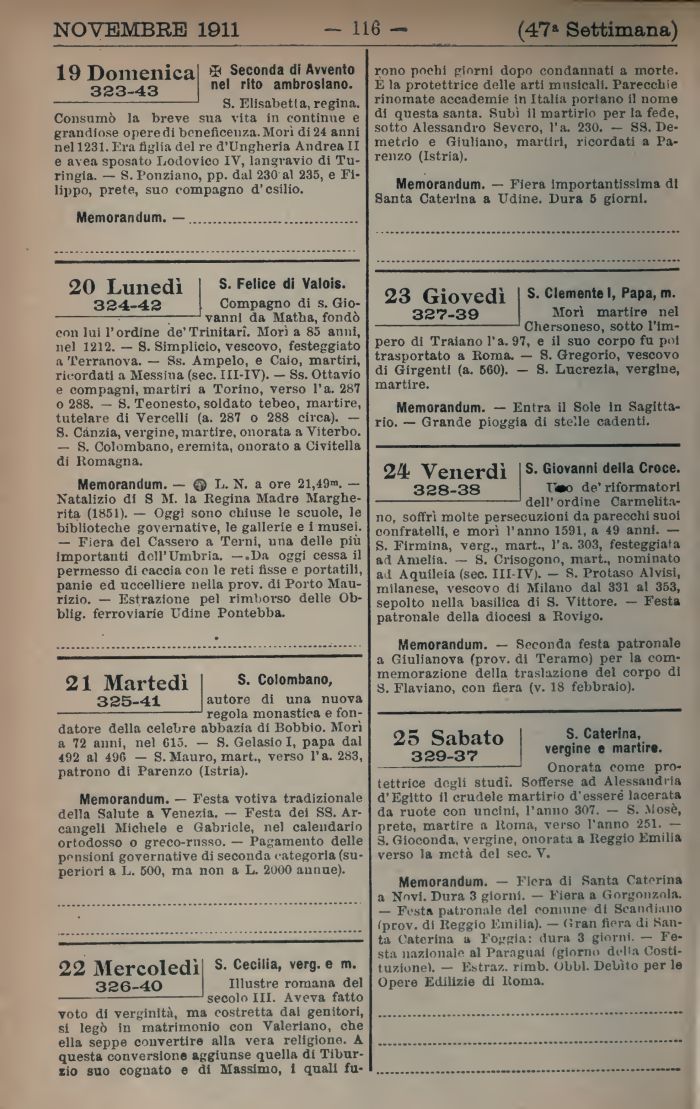 NOVEMBRE 1911 — 116 — (47ª Settimana)
19 Domenica
323-43
✠ Seconda di Avvento
nel rito ambrosiano.
S. Elisabetta, regina.
Consumò la breve sua vita in continue e
grandiose opere di beneficenza. Morì di 24 anni
nel 1231. Era figlia del re d'Ungheria Andrea II
e avea sposato Lodovico IV, langravio di Tu-
ringia. — S. Ponziano, pp. dal 230 al 235, e Fi-
lippo, prete, suo compagno d'esilio.
Memorandum. —
20 Lunedì
324-42
S. Felice di Valois.
Compagno di s. Gio-
vanni da Matha, fondò
con lui l'ordine de' Trinitarî. Morì a 85 anni,
nel 1212. — S. Simplicio, vescovo, festeggiato
a Terranova. — Ss. Ampelo, e Caio, martiri,
ricordati a Messina (sec. III-IV). — Ss. Ottavio
e compagni, martiri a Torino, verso l'a. 287
o 288. — S. Teonesto, soldato tebeo, martire,
tutelare di Vercelli (a. 287 o 288 circa). —
S. Cánzia, vergine, martire, onorata a Viterbo.
— S. Colombano, eremita, onorato a Civitella
di Romagna.
Memorandum. — L. N. a ore 21,49ᵐ. —
Natalizio di S M. la Regina Madre Marghe-
rita (1851). — Oggi sono chiuse le scuole, le
biblioteche governative, le gallerie e i musei.
— Fiera del Cassero a Terni, una delle più
importanti dell'Umbria. — Da oggi cessa il
permesso di caccia con le reti fisse e portatili,
panie ed uccelliere nella prov. di Porto Mau-
rizio. — Estrazione pel rimborso delle Ob-
blig. ferroviarie Udine Pontebba.
21 Martedì
325-41
S. Colombano,
autore di una nuova
regola monastica e fon-
datore della celebre abbazia di Bobbio. Morì
a 72 anni, nel 615. — S. Gelasio I, papa dal
492 al 496 — S. Mauro, mart., verso l'a. 283,
patrono di Parenzo (Istria).
Memorandum. — Festa votiva tradizionale
della Salute a Venezia. — Festa dei SS. Ar-
cangeli Michele e Gabriele, nel calendario
ortodosso o greco-russo. — Pagamento delle
pensioni governative di seconda categoria (su-
periori a L. 500, ma non a L. 2000 annue).
22 Mercoledì
326-40
S. Cecilia, verg. e m.
Illustre romana del
secolo III. Aveva fatto
voto di verginità, ma costretta dai genitori,
si legò in matrimonio con Valeriano, che
ella seppe convertire alla vera religione. A
questa conversione aggiunse quella di Tibur-
zio suo cognato e di Massimo, i quali fu-
rono pochi giorni dopo condannati a morte.
È la protettrice delle arti musicali. Parecchie
rinomate accademie in Italia portano il nome
di questa santa. Subì il martirio per la fede,
sotto Alessandro Severo, l'a. 230. — SS. De-
metrio e Giuliano, martiri, ricordati a Pa-
renzo (Istria).
Memorandum. — Fiera importantissima di
Santa Caterina a Udine. Dura 5 giorni.
23 Giovedì
327-39
S. Clemente I, Papa, m.
Morì martire nel
Chersoneso, sotto l'im-
pero di Traiano l'a. 97, e il suo corpo fu poi
trasportato a Roma. — S. Gregorio, vescovo
di Girgenti (a. 560). — S. Lucrezia, vergine,
martire.
Memorandum. — Entra il Sole in Sagitta-
rio. — Grande pioggia di stelle cadenti.
24 Venerdì
328-38
S. Giovanni della Croce.
Uno de' riformatori
dell'ordine Carmelita-
no, soffrì molte persecuzioni da parecchi suoi
confratelli, e morì l'anno 1591, a 49 anni. —
S. Firmina, verg., mart., l'a. 303, festeggiata
ad Amelia. — S. Crisogono, mart., nominato
ad Aquileia (sec. III-IV). — S. Protaso Alvisi,
milanese, vescovo di Milano dal 331 al 353,
sepolto nella basilica di S. Vittore. — Festa
patronale della diocesi a Rovigo.
Memorandum. — Seconda festa patronale
a Giulianova (prov. di Teramo) per la com-
memorazione della traslazione del corpo di
S. Flaviano, con fiera (v. 18 febbraio).
25 Sabato
329-37
S. Caterina,
vergine e martire.
Onorata come pro-
tettrice degli studî. Sofferse ad Alessandria
d'Egitto il crudele martirio d'esseré lacerata
da ruote con uncini, l'anno 307. — S. Mosè,
prete, martire a Roma, verso l'anno 251. —
S. Gioconda, vergine, onorata a Reggio Emilia
verso la metà del sec. V.
Memorandum. — Fiera di Santa Caterina
a Novi. Dura 3 giorni. — Fiera a Gorgonzola.
— Festa patronale del comune di Scandiano
(prov. di Reggio Emilia). — Gran fiera di San-
ta Caterina a Foggia: dura 3 giorni. — Fe-
sta nazionale al Paraguai (giorno della Costi-
tuzione). — Estraz. rimb. Obbl. Debito per le
Opere Edilizie di Roma.